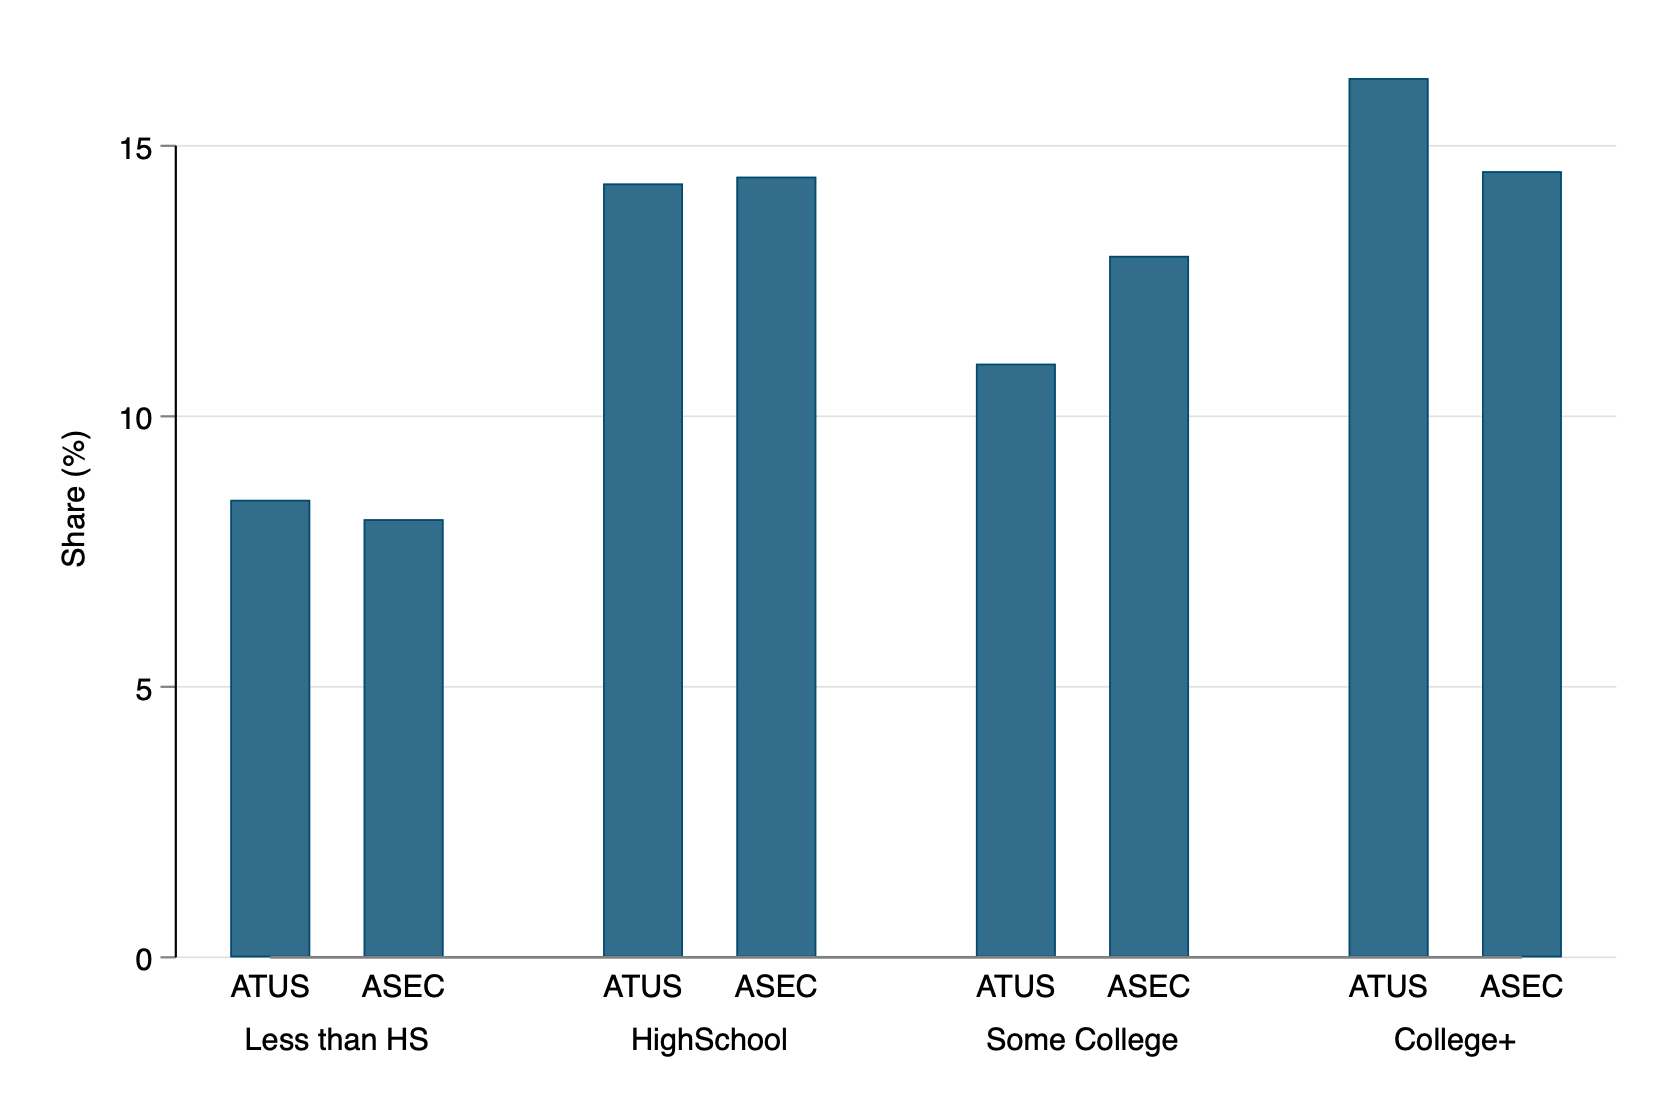 Share (%)
15
10
5
0
ATUS ASEC ATUS ASEC ATUS ASEC ATUS ASEC
Less than HS HighSchool Some College College+